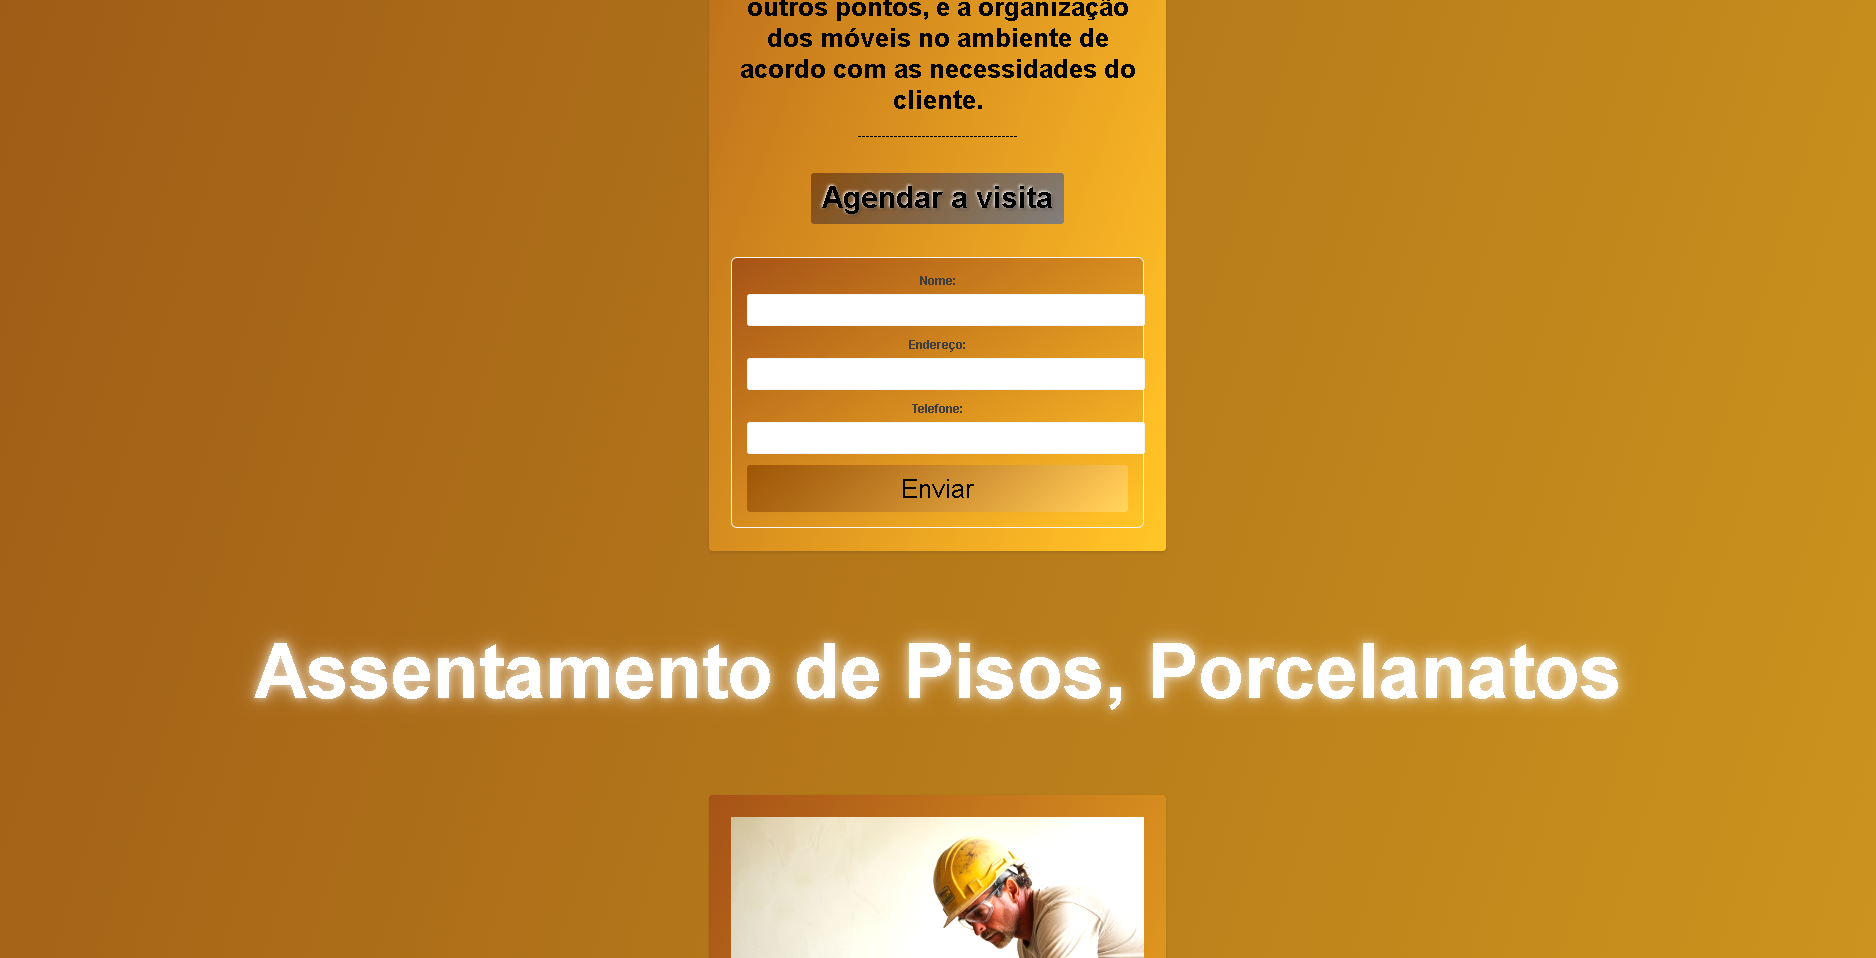 outros pontos, e a organização
dos móveis no ambiente de
acordo com as necessidades do
cliente.
----------------------------------------
Agendar a visita
Nome:
Endereço:
Telefone:
Enviar
Assentamento de Pisos, Porcelanatos